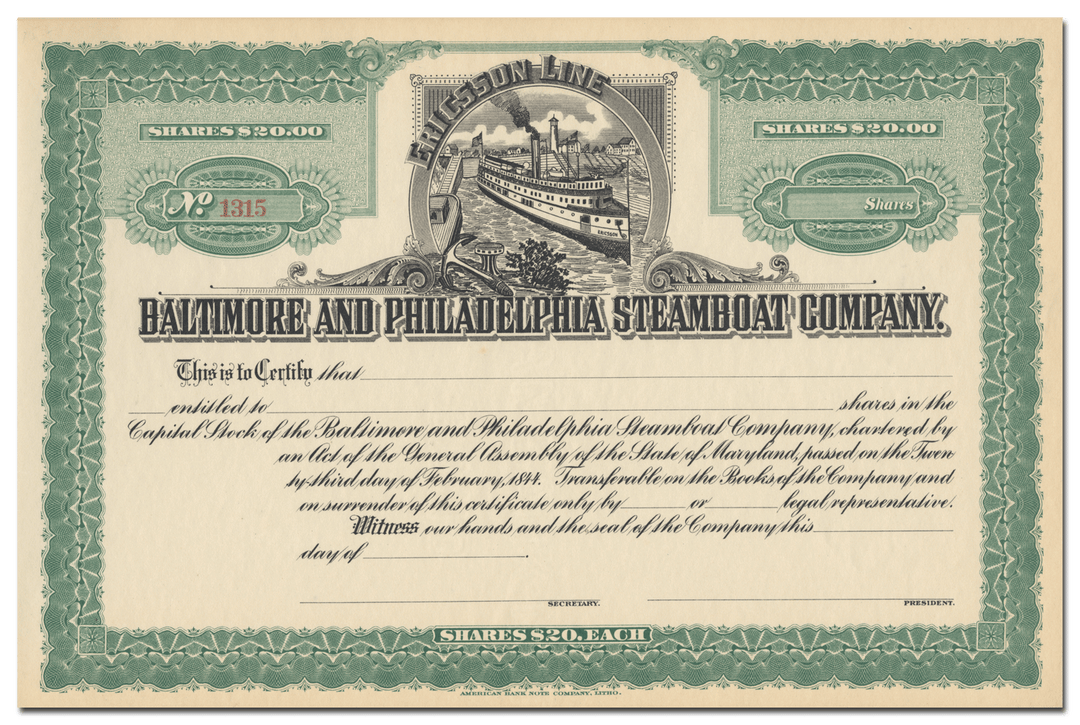 ERICSSON LINE
SHARES $20.00
SHARES $20.00
No. 1315
Shares
ERICSSON
BALTIMORE AND PHILADELPHIA STEAMBOAT COMPANY.
This is to Certify that
entitled to shares in the
Capital Stock of the Baltimore and Philadelphia Steamboat Company, chartered by
an Act of the General Assembly of the State of Maryland, passed on the Twen
ty third day of February, 1844. Transferable on the Books of the Company and
on surrender of this certificate only by or legal representative.
Witness our hands and the seal of the Company this
day of .
SECRETARY. PRESIDENT.
SHARES $20. EACH
AMERICAN BANK NOTE COMPANY, LITHO.